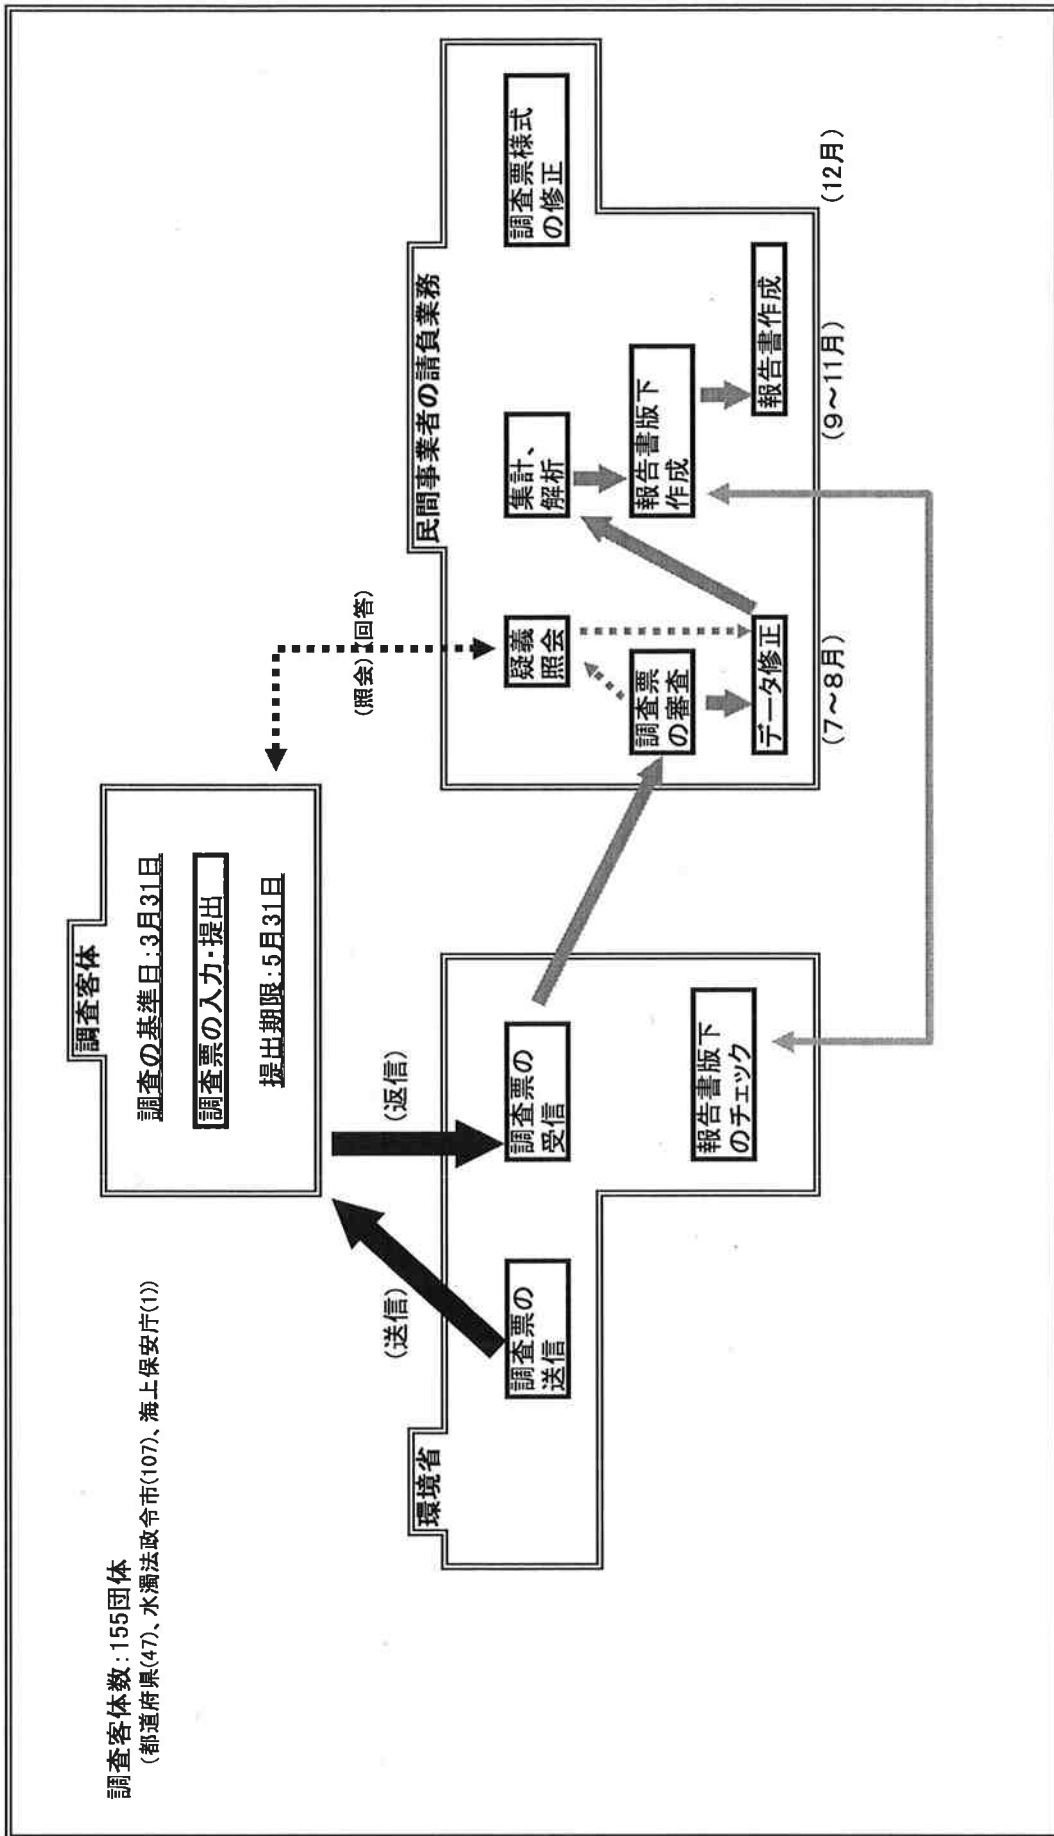 調査客体数:155団体
(都道府県(47)、水濁法政令市(107)、海上保安庁(1))
調査客体
調査の基準日:3月31日
調査票の入力・提出
提出期限:5月31日
(送信)
(返信)
(照会)
(回答)
環境省
調査票の
送信
調査票の
受信
報告書版下
のチェック
民間事業者の請負業務
疑義
照会
調査票
の審査
データ修正
集計、
解析
報告書版下
作成
報告書作成
調査票様式
の修正
(7~8月)
(9~11月)
(12月)